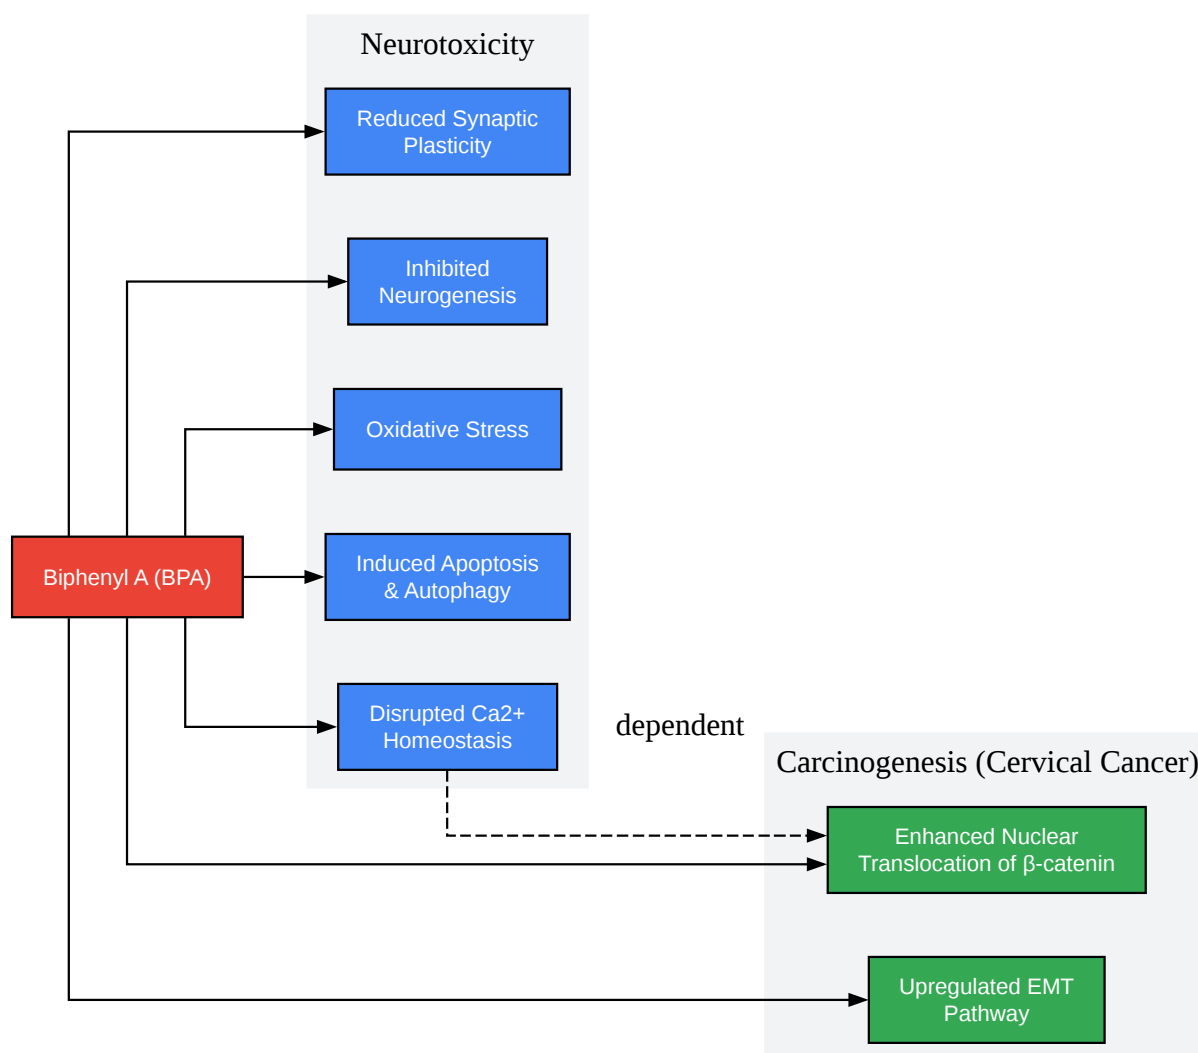 Neurotoxicity
Reduced Synaptic
Plasticity
Inhibited
Neurogenesis
Oxidative Stress
Biphenyl A (BPA)
Induced Apoptosis
& Autophagy
Disrupted Ca2+
Homeostasis
dependent
Carcinogenesis (Cervical Cancer)
Enhanced Nuclear
Translocation of β-catenin
Upregulated EMT
Pathway